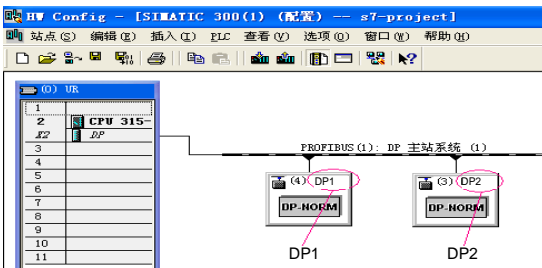 HW Config - [SIMATIC 300(1) (配置) -- s7-project]
站点(S) 编辑(E) 插入(I) PLC 查看(V) 选项(O) 窗口(W) 帮助(H)
(0) UR
1
2 CPU 315-
X2 DP
3
4
5
6
7
8
9
10
11
PROFIBUS(1): DP 主站系统 (1)
(4) DP1
(3) DP2
DP-NORM
DP-NORM
DP1
DP2